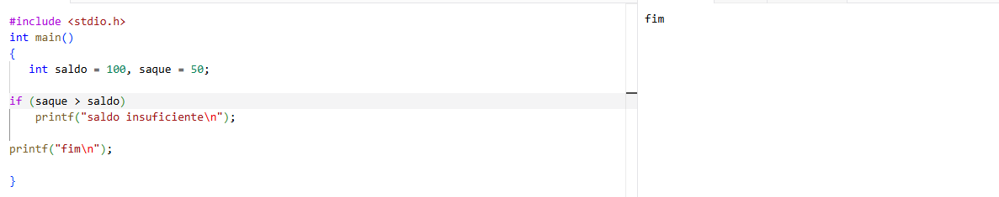 #include <stdio.h>
int main()
{
   int saldo = 100, saque = 50;
if (saque > saldo)
    printf("saldo insuficiente\n");
printf("fim\n");
}
fim